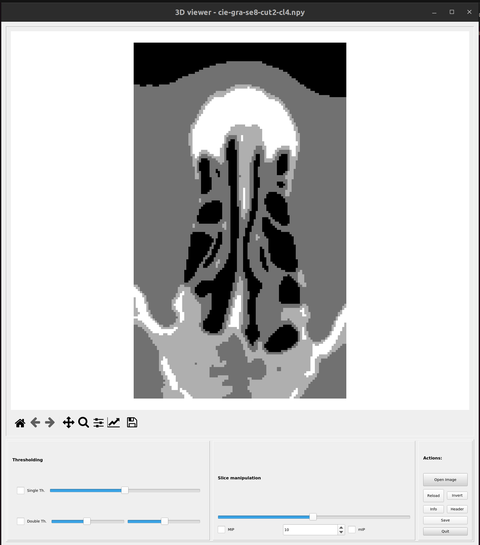 3D viewer - cie-gra-se8-cut2-cl4.npy
Thresholding
Single Th.
Double Th.
Slice manipulation
MIP
10
mIP
Actions:
Open image
Reload
Invert
Info
Header
Save
Quit